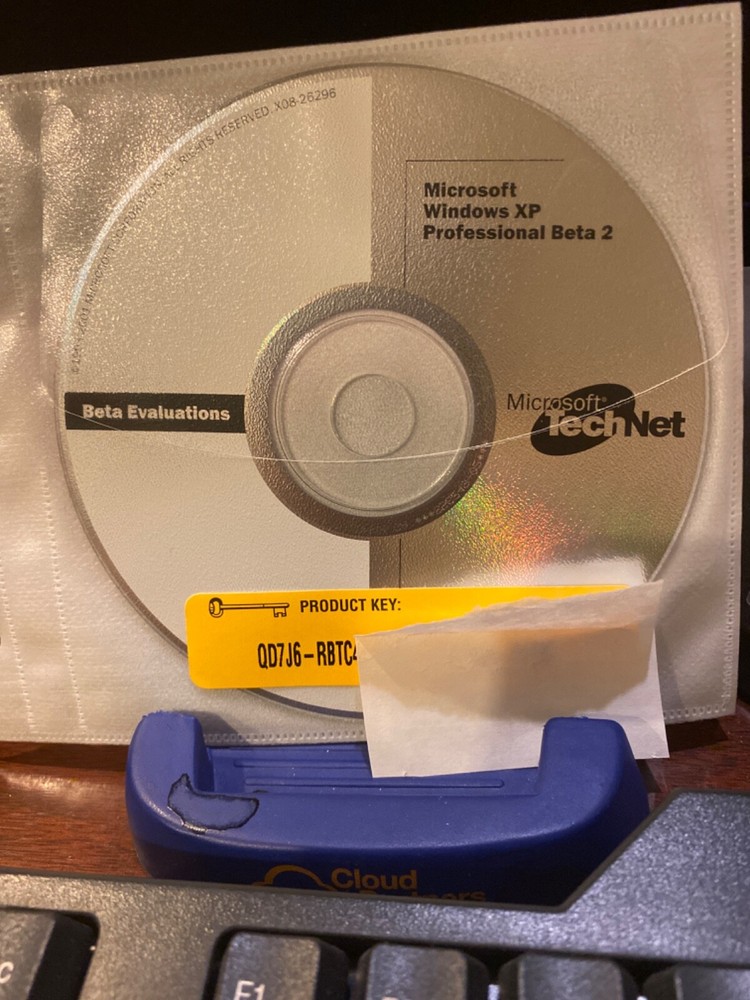 RIGHTS RESERVED. X08-26296
Microsoft
Windows XP
Professional Beta 2
Beta Evaluations
Microsoft®
TechNet
PRODUCT KEY:
QD7J6-RBTC
Cloud
F1